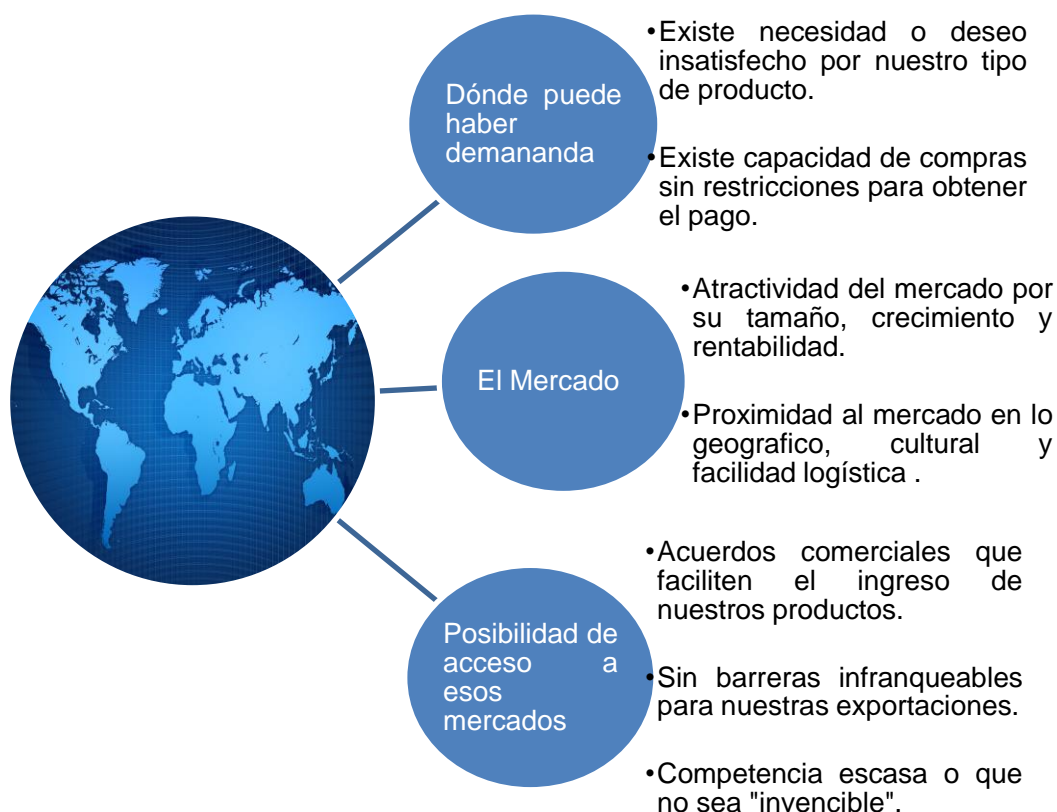 Dónde puede
haber
demananda
•Existe necesidad o deseo
insatisfecho por nuestro tipo
de producto.
•Existe capacidad de compras
sin restricciones para obtener
el pago.
El Mercado
•Atractividad del mercado por
su tamaño, crecimiento y
rentabilidad.
•Proximidad al mercado en lo
geografico, cultural y
facilidad logística .
Posibilidad de
acceso a
esos
mercados
•Acuerdos comerciales que
faciliten el ingreso de
nuestros productos.
•Sin barreras infranqueables
para nuestras exportaciones.
•Competencia escasa o que
no sea "invencible".